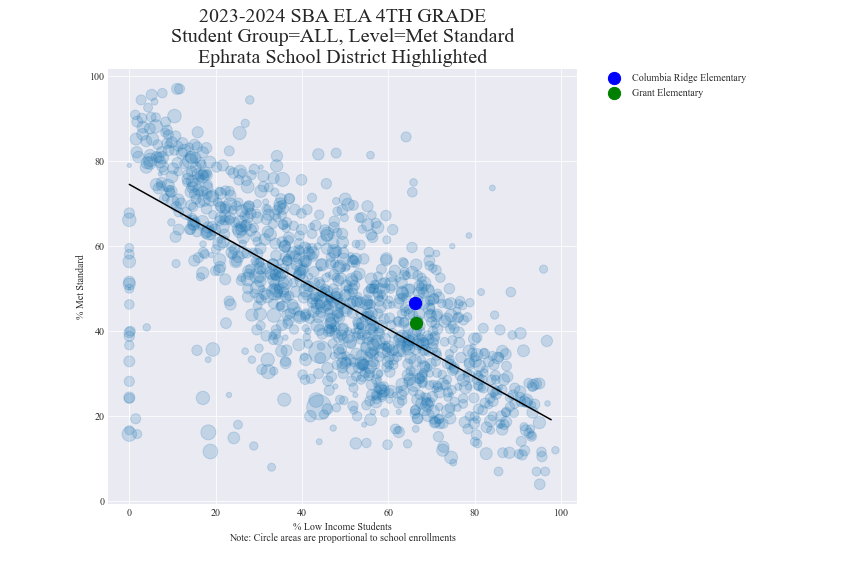 2023-2024 SBA ELA 4TH GRADE
Student Group=ALL, Level=Met Standard
Ephrata School District Highlighted
Columbia Ridge Elementary
Grant Elementary
% Met Standard
100
80
60
40
20
0
0 20 40 60 80 100
% Low Income Students
Note: Circle areas are proportional to school enrollments